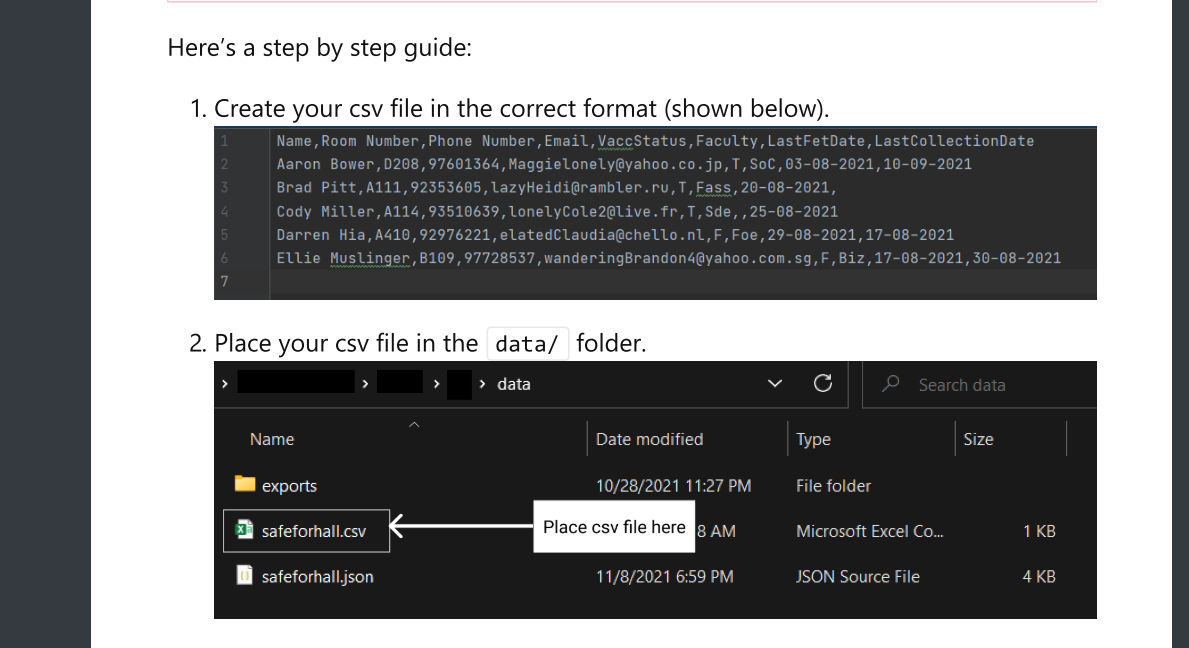 Here's a step by step guide:
1. Create your csv file in the correct format (shown below).
1 Name,Room Number,Phone Number,Email,VaccStatus,Faculty,LastFetDate,LastCollectionDate
2 Aaron Bower,D208,97601364,Maggielonely@yahoo.co.jp,T,SoC,03-08-2021,10-09-2021
3 Brad Pitt,A111,92353605,lazyHeidi@rambler.ru,T,Fass,20-08-2021,
4 Cody Miller,A114,93510639,lonelyCole2@live.fr,T,Sde,,25-08-2021
5 Darren Hia,A410,92976221,elatedClaudia@chello.nl,F,Foe,29-08-2021,17-08-2021
6 Ellie Muslinger,B109,97728537,wanderingBrandon4@yahoo.com.sg,F,Biz,17-08-2021,30-08-2021
7
2. Place your csv file in the data/ folder.
› › › › data Search data
Name Date modified Type Size
exports 10/28/2021 11:27 PM File folder
safeforhall.csv Place csv file here 8 AM Microsoft Excel Co... 1 KB
safeforhall.json 11/8/2021 6:59 PM JSON Source File 4 KB